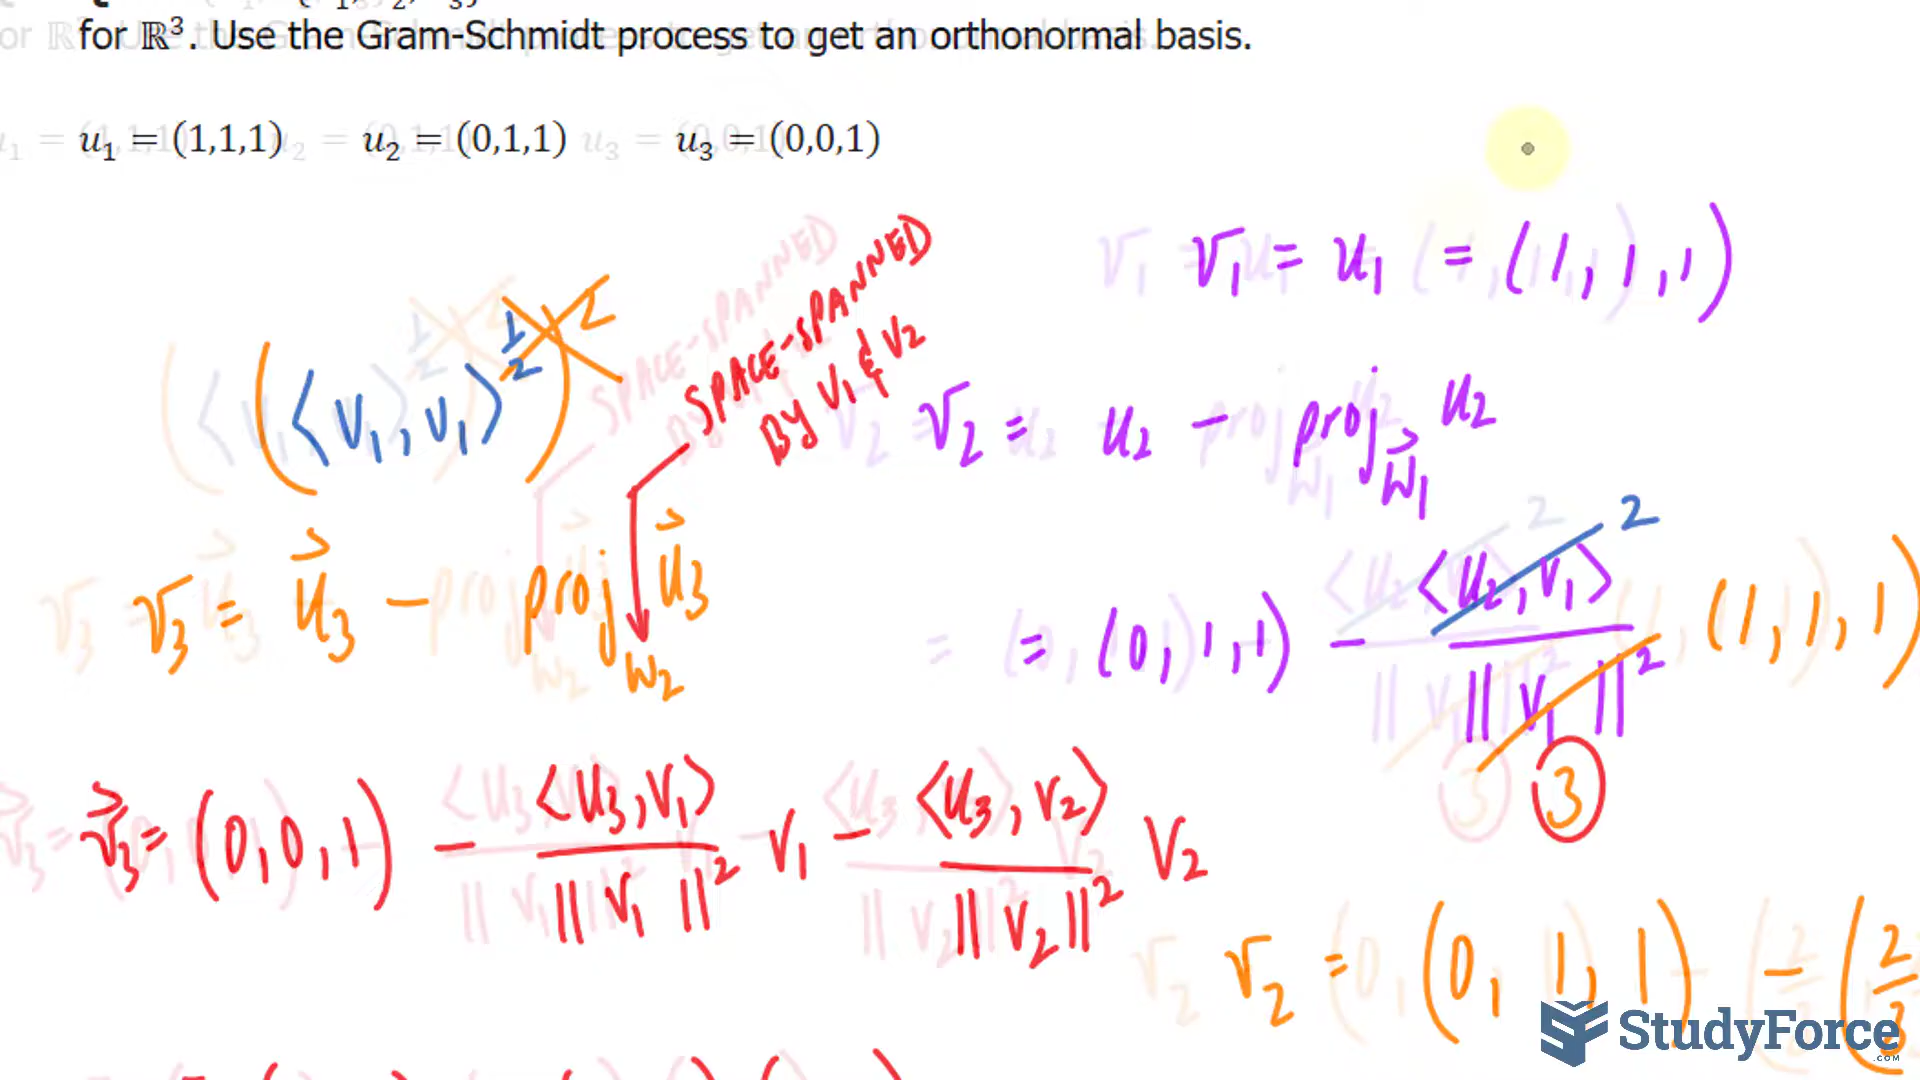 for ℝ³. Use the Gram-Schmidt process to get an orthonormal basis.
u₁ = (1,1,1) u₂ = (0,1,1) u₃ = (0,0,1)
v₁ = u₁ = (1, 1, 1)
SPACE-SPANNED
BY V₁ & V₂
(⟨v₁, v₁⟩^½)²
v₂ = u₂ - proj_W₁ u₂
v₃ = u₃ - proj_W₂ u₃
= (0, 1, 1) - ⟨u₂, v₁⟩ 2 / ||v₁||² 3 (1, 1, 1)
v₃ = (0, 0, 1) - ⟨u₃, v₁⟩ / ||v₁||² v₁ - ⟨u₃, v₂⟩ / ||v₂||² v₂
v₂ = (0, 1, 1) - (2/3
StudyForce
.COM